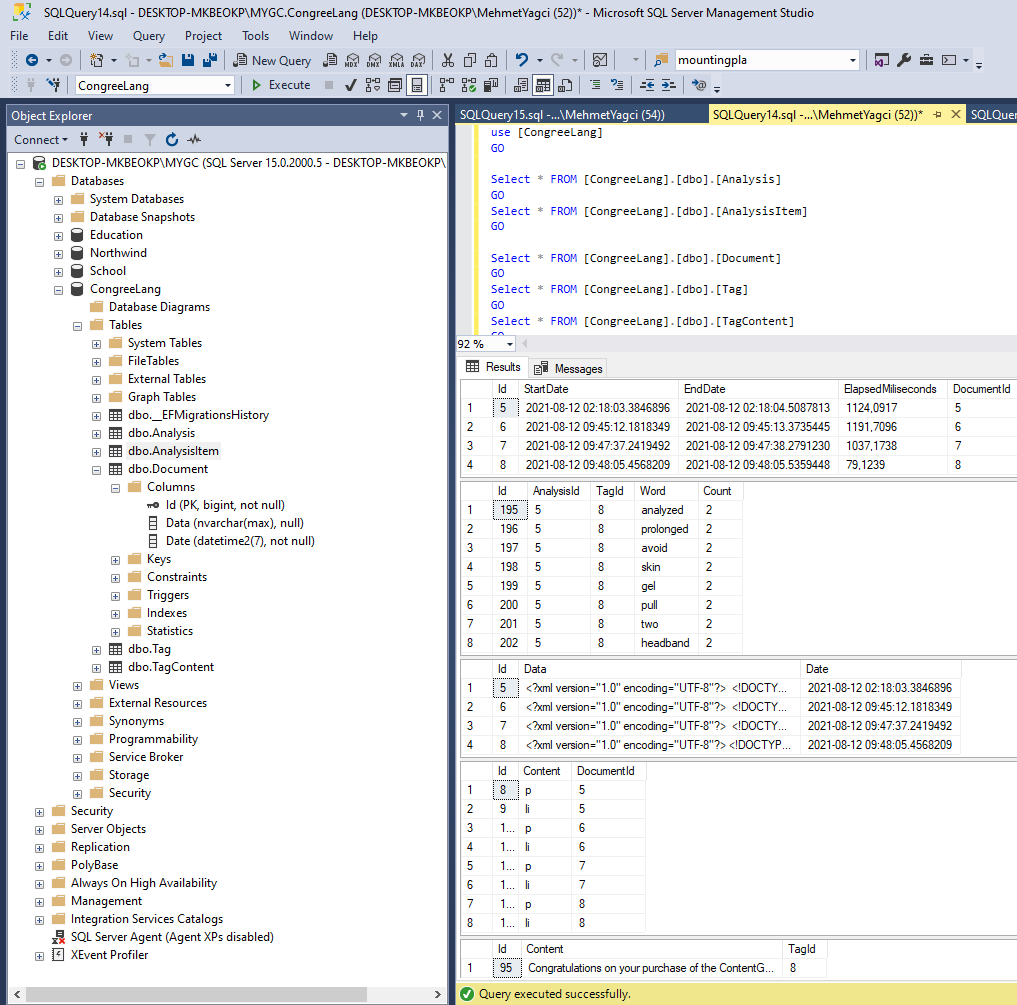 SQLQuery14.sql - DESKTOP-MKBEOKP\MYGC.CongreeLang (DESKTOP-MKBEOKP\MehmetYagci (52))* - Microsoft SQL Server Management Studio
File Edit View Query Project Tools Window Help
New Query MDX DMX XMLA DAX mountingpla
CongreeLang Execute
Object Explorer
Connect
DESKTOP-MKBEOKP\MYGC (SQL Server 15.0.2000.5 - DESKTOP-MKBEOKP\
Databases
System Databases
Database Snapshots
Education
Northwind
School
CongreeLang
Database Diagrams
Tables
System Tables
FileTables
External Tables
Graph Tables
dbo.__EFMigrationsHistory
dbo.Analysis
dbo.AnalysisItem
dbo.Document
Columns
Id (PK, bigint, not null)
Data (nvarchar(max), null)
Date (datetime2(7), not null)
Keys
Constraints
Triggers
Indexes
Statistics
dbo.Tag
dbo.TagContent
Views
External Resources
Synonyms
Programmability
Service Broker
Storage
Security
Security
Server Objects
Replication
PolyBase
Always On High Availability
Management
Integration Services Catalogs
SQL Server Agent (Agent XPs disabled)
XEvent Profiler
SQLQuery15.sql -...\MehmetYagci (54)) SQLQuery14.sql -...\MehmetYagci (52))* SQLQuer
use [CongreeLang]
GO
Select * FROM [CongreeLang].[dbo].[Analysis]
GO
Select * FROM [CongreeLang].[dbo].[AnalysisItem]
GO
Select * FROM [CongreeLang].[dbo].[Document]
GO
Select * FROM [CongreeLang].[dbo].[Tag]
GO
Select * FROM [CongreeLang].[dbo].[TagContent]
GO
92 %
Results Messages
Id StartDate EndDate ElapsedMiliseconds DocumentId
1 5 2021-08-12 02:18:03.3846896 2021-08-12 02:18:04.5087813 1124,0917 5
2 6 2021-08-12 09:45:12.1818349 2021-08-12 09:45:13.3735445 1191,7096 6
3 7 2021-08-12 09:47:37.2419492 2021-08-12 09:47:38.2791230 1037,1738 7
4 8 2021-08-12 09:48:05.4568209 2021-08-12 09:48:05.5359448 79,1239 8
Id AnalysisId TagId Word Count
1 195 5 8 analyzed 2
2 196 5 8 prolonged 2
3 197 5 8 avoid 2
4 198 5 8 skin 2
5 199 5 8 gel 2
6 200 5 8 pull 2
7 201 5 8 two 2
8 202 5 8 headband 2
Id Data Date
1 5 <?xml version="1.0" encoding="UTF-8"?> <!DOCTY... 2021-08-12 02:18:03.3846896
2 6 <?xml version="1.0" encoding="UTF-8"?> <!DOCTY... 2021-08-12 09:45:12.1818349
3 7 <?xml version="1.0" encoding="UTF-8"?> <!DOCTY... 2021-08-12 09:47:37.2419492
4 8 <?xml version="1.0" encoding="UTF-8"?> <!DOCTYP... 2021-08-12 09:48:05.4568209
Id Content DocumentId
1 8 p 5
2 9 li 5
3 1... p 6
4 1... li 6
5 1... p 7
6 1... li 7
7 1... p 8
8 1... li 8
Id Content TagId
1 95 Congratulations on your purchase of the ContentG... 8
Query executed successfully.